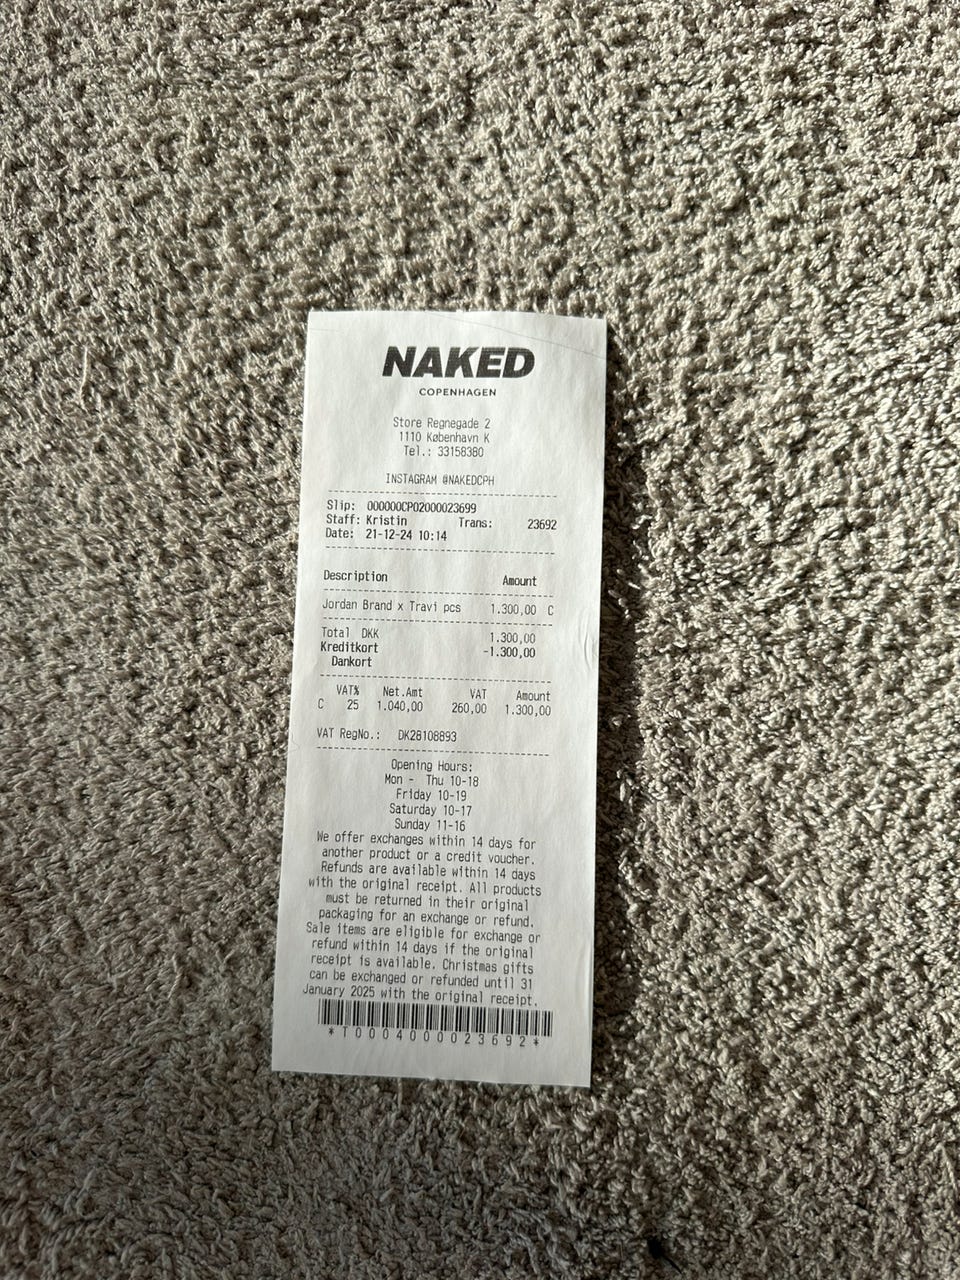 NAKED
COPENHAGEN
Store Regnegade 2
1110 København K
Tel.: 33158380
INSTAGRAM @NAKEDCPH
Slip: 000000CP02000023699
Staff: Kristin Trans: 23692
Date: 21-12-24 10:14
Description Amount
Jordan Brand x Travi pcs 1.300,00 C
Total DKK 1.300,00
Kreditkort -1.300,00
Dankort
VAT% Net.Amt VAT Amount
C 25 1.040,00 260,00 1.300,00
VAT RegNo.: DK28108893
Opening Hours:
Mon - Thu 10-18
Friday 10-19
Saturday 10-17
Sunday 11-16
We offer exchanges within 14 days for
another product or a credit voucher.
Refunds are available within 14 days
with the original receipt. All products
must be returned in their original
packaging for an exchange or refund.
Sale items are eligible for exchange or
refund within 14 days if the original
receipt is available. Christmas gifts
can be exchanged or refunded until 31
January 2025 with the original receipt.
*T0004000023692*